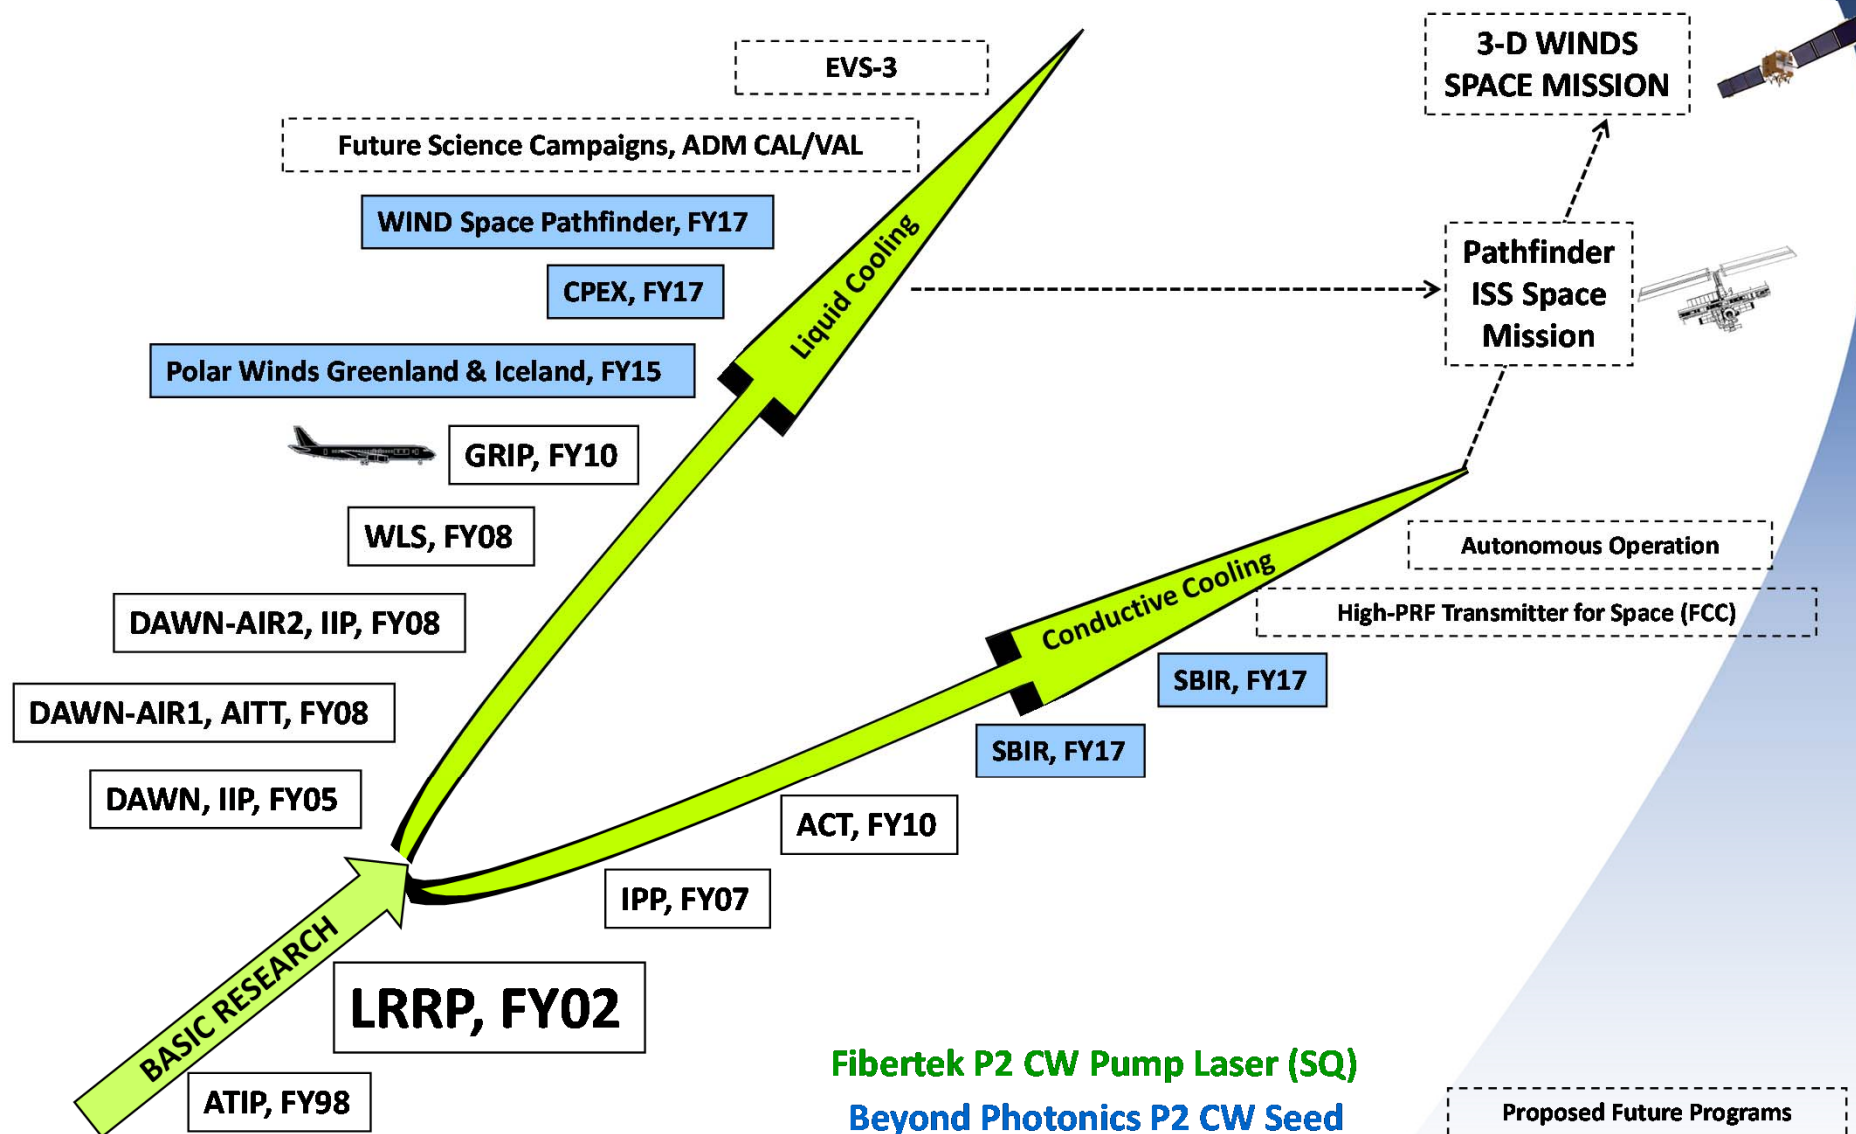 EVS-3
3-D WINDS
SPACE MISSION
Future Science Campaigns, ADM CAL/VAL
WIND Space Pathfinder, FY17
CPEX, FY17
Liquid Cooling
Pathfinder
ISS Space
Mission
Polar Winds Greenland & Iceland, FY15
GRIP, FY10
WLS, FY08
Autonomous Operation
Conductive Cooling
High-PRF Transmitter for Space (FCC)
DAWN-AIR2, IIP, FY08
SBIR, FY17
DAWN-AIR1, AITT, FY08
SBIR, FY17
DAWN, IIP, FY05
ACT, FY10
IPP, FY07
BASIC RESEARCH
LRRP, FY02
ATIP, FY98
Fibertek P2 CW Pump Laser (SQ)
Beyond Photonics P2 CW Seed
Proposed Future Programs